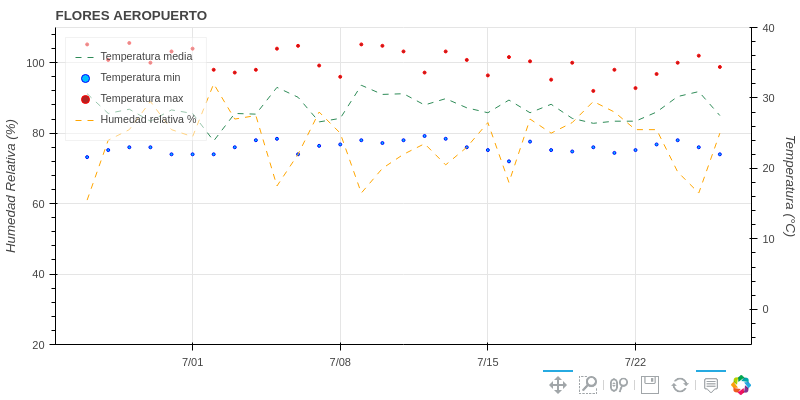 FLORES AEROPUERTO
Temperatura media
Temperatura min
Temperatura max
Humedad relativa %
Humedad Relativa (%)
100
80
60
40
20
Temperatura (°C)
40
30
20
10
0
7/01
7/08
7/15
7/22